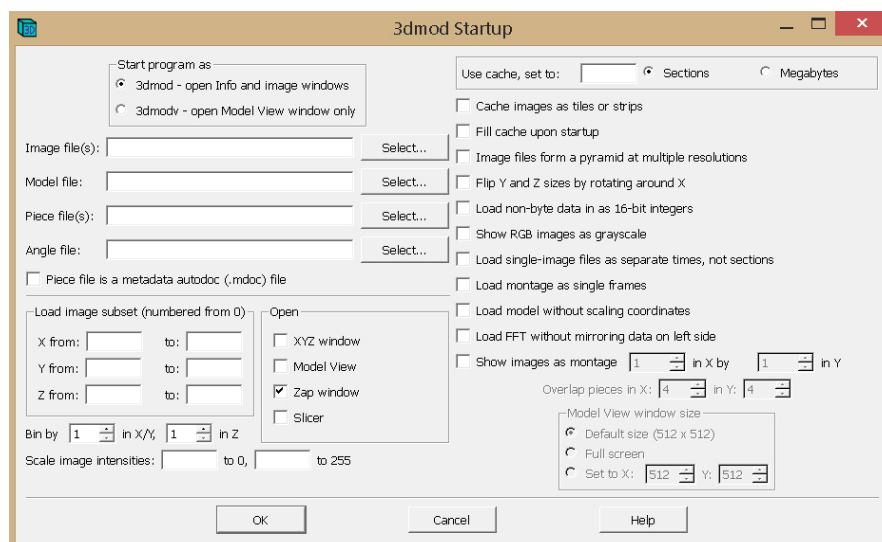 3dmod Startup
Start program as
3dmod - open Info and image windows
3dmodv - open Model View window only
Image file(s): Select...
Model file: Select...
Piece file(s): Select...
Angle file: Select...
Piece file is a metadata autodoc (.mdoc) file
Load image subset (numbered from 0)
X from: to:
Y from: to:
Z from: to:
Open
XYZ window
Model View
Zap window
Slicer
Bin by 1 in X/Y, 1 in Z
Scale image intensities: to 0, to 255
Use cache, set to: Sections Megabytes
Cache images as tiles or strips
Fill cache upon startup
Image files form a pyramid at multiple resolutions
Flip Y and Z sizes by rotating around X
Load non-byte data in as 16-bit integers
Show RGB images as grayscale
Load single-image files as separate times, not sections
Load montage as single frames
Load model without scaling coordinates
Load FFT without mirroring data on left side
Show images as montage 1 in X by 1 in Y
Overlap pieces in X: 4 in Y: 4
Model View window size
Default size (512 x 512)
Full screen
Set to X: 512 Y: 512
OK Cancel Help